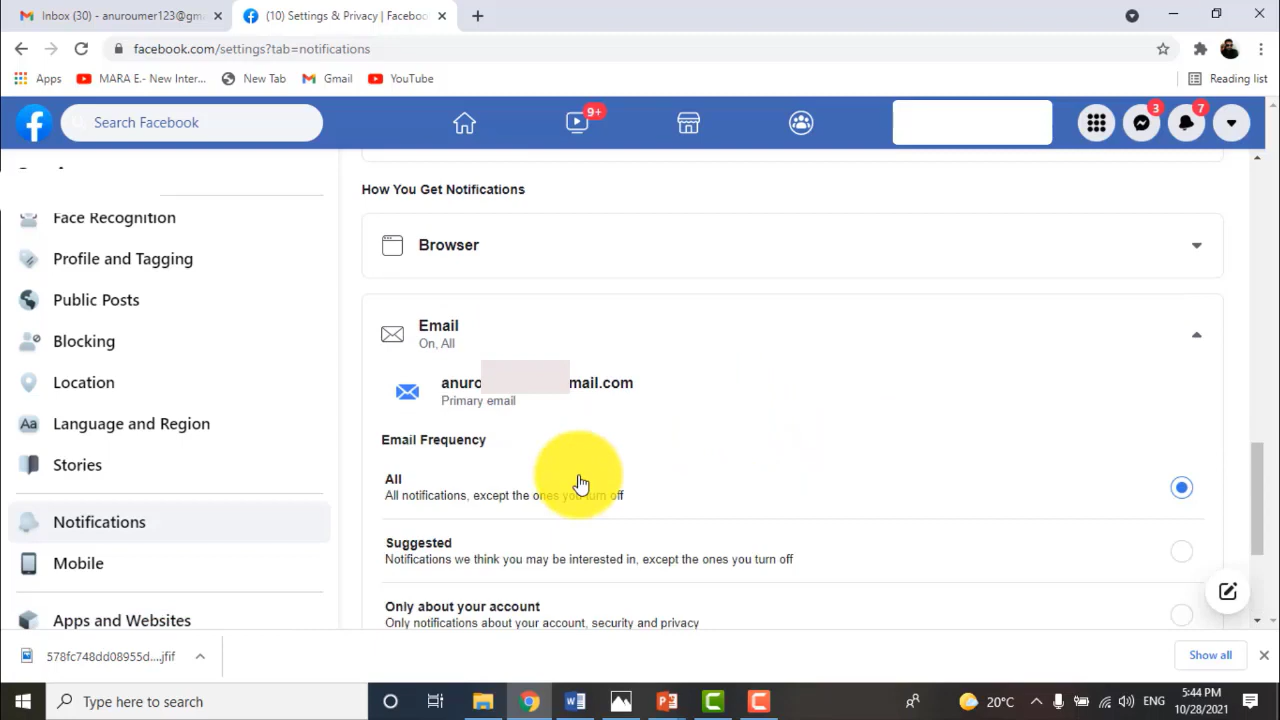 Inbox (30) - anuroumer123@gm
(10) Settings & Privacy | Facebo
facebook.com/settings?tab=notifications
Apps
MARA E.- New Inter...
New Tab
Gmail
YouTube
Reading list
Search Facebook
9+
3
7
Face Recognition
Profile and Tagging
Public Posts
Blocking
Location
Aa
Language and Region
Stories
Notifications
Mobile
Apps and Websites
How You Get Notifications
Browser
Email
On, All
anuro
mail.com
Primary email
Email Frequency
All
All notifications, except the ones you turn off
Suggested
Notifications we think you may be interested in, except the ones you turn off
Only about your account
Only notifications about your account, security and privacy
578fc748dd08955d....jfif
Show all
Type here to search
20°C
ENG
5:44 PM
10/28/2021